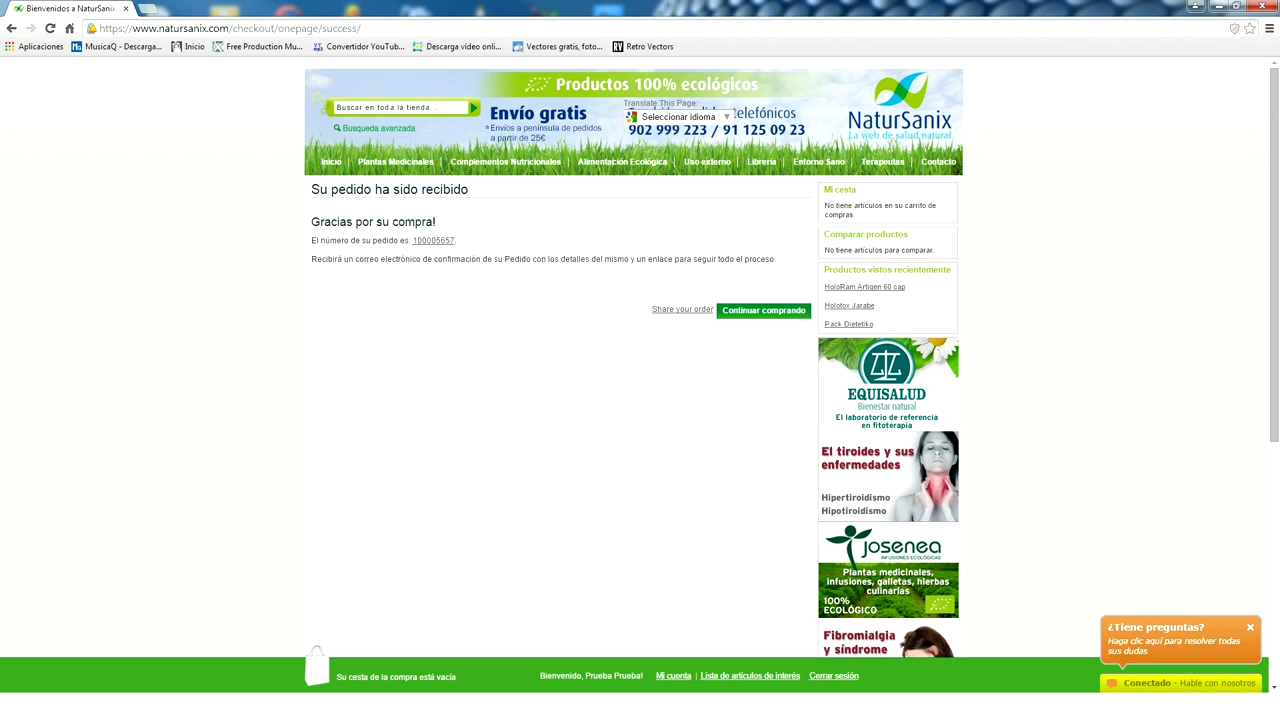 Bienvenidos a NaturSanix
https://www.natursanix.com/checkout/onepage/success/
Aplicaciones
MusicaQ - Descarga...
Inicio
Free Production Mu...
Convertidor YouTub...
Descarga vídeo onli...
Vectores gratis, foto...
Retro Vectors
Productos 100% ecológicos
Buscar en toda la tienda...
Busqueda avanzada
Envío gratis
*Envíos a península de pedidos
a partir de 25€
Translate This Page:
telefónicos
Seleccionar idioma
902 999 223 / 91 125 09 23
NaturSanix
La web de salud natural
Inicio
Plantas Medicinales
Complementos Nutricionales
Alimentación Ecológica
Uso externo
Librería
Entorno Sano
Terapeutas
Contacto
Su pedido ha sido recibido
Gracias por su compra!
El número de su pedido es: 100005657.
Recibirá un correo electrónico de confirmación de su Pedido con los detalles del mismo y un enlace para seguir todo el proceso.
Share your order
Continuar comprando
Mi cesta
No tiene artículos en su carrito de
compras.
Comparar productos
No tiene artículos para comparar.
Productos vistos recientemente
HoloRam Artigen 60 cap
Holotox Jarabe
Pack Dietetiko
EQUISALUD
Bienestar natural
El laboratorio de referencia
en fitoterapia
El tiroides y sus
enfermedades
Hipertiroidismo
Hipotiroidismo
josenea
INFUSIONES ECOLÓGICAS
Plantas medicinales,
infusiones, galletas, hierbas
culinarias
100%
ECOLÓGICO
Fibromialgia
y síndrome
¿Tiene preguntas?
Haga clic aquí para resolver todas
sus dudas
Su cesta de la compra está vacía
Bienvenido, Prueba Prueba!
Mi cuenta | Lista de artículos de interés
Cerrar sesión
Conectado - Hable con nosotros